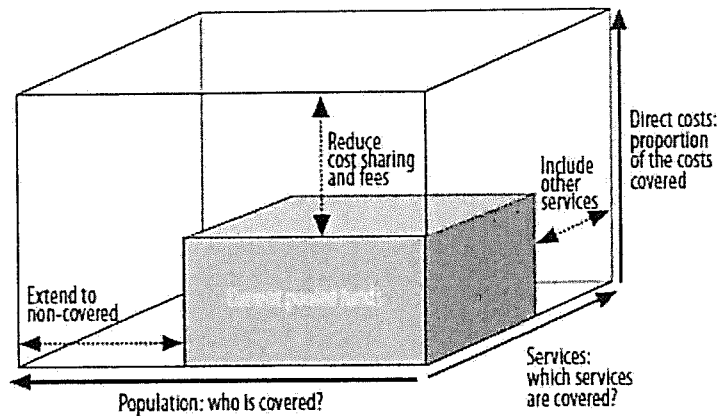 Reduce
cost sharing
and fees
Include
other
services
Direct costs:
proportion
of the costs
covered
Extend to
non-covered
Services:
which services
are covered?
Population: who is covered?